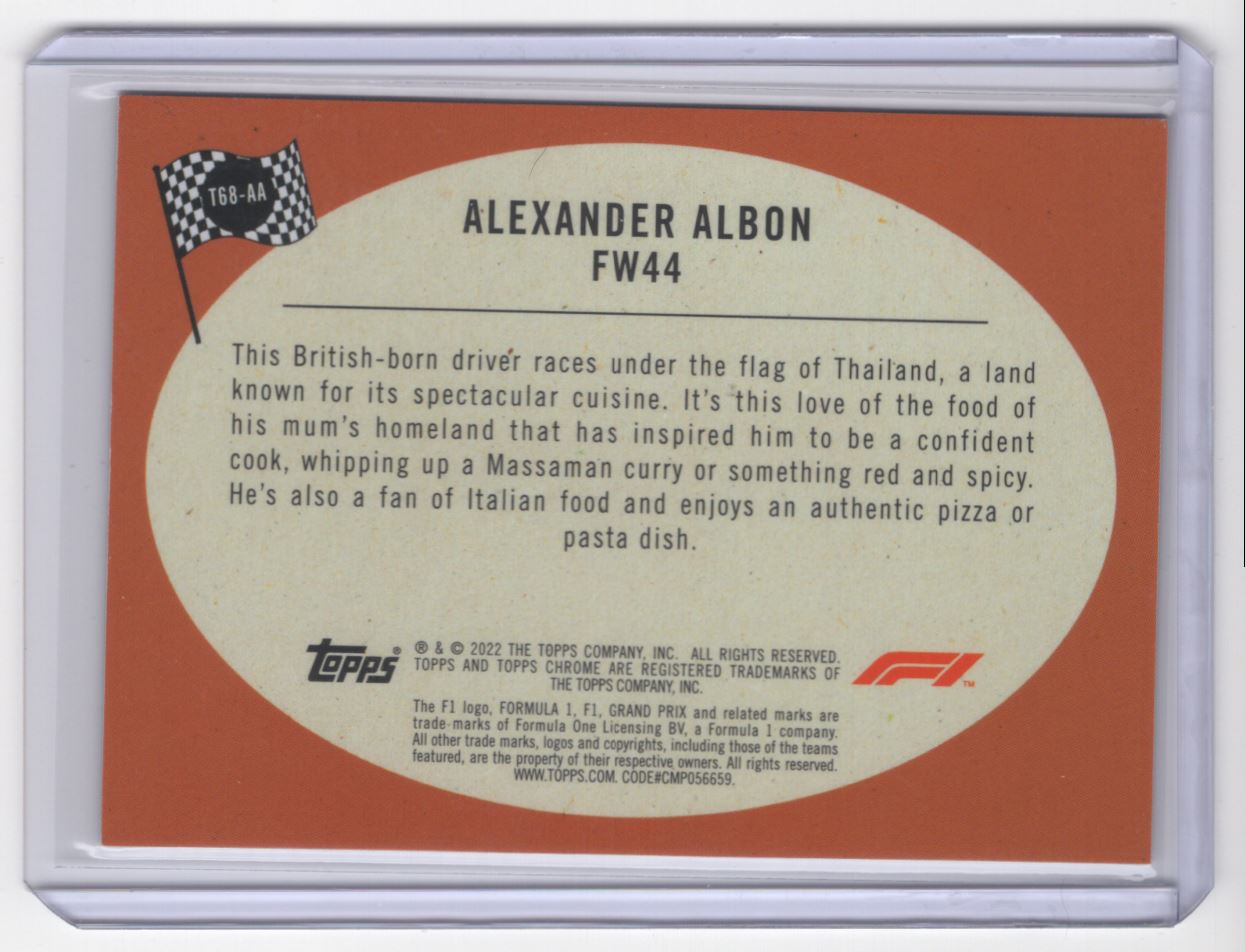 T68-AA
ALEXANDER ALBON
FW44
This British-born driver races under the flag of Thailand, a land
known for its spectacular cuisine. It's this love of the food of
his mum's homeland that has inspired him to be a confident
cook, whipping up a Massaman curry or something red and spicy.
He's also a fan of Italian food and enjoys an authentic pizza or
pasta dish.
topps®
® & © 2022 THE TOPPS COMPANY, INC. ALL RIGHTS RESERVED.
TOPPS AND TOPPS CHROME ARE REGISTERED TRADEMARKS OF
THE TOPPS COMPANY, INC.
F1™
The F1 logo, FORMULA 1, F1, GRAND PRIX and related marks are
trade marks of Formula One Licensing BV, a Formula 1 company.
All other trade marks, logos and copyrights, including those of the teams
featured, are the property of their respective owners. All rights reserved.
WWW.TOPPS.COM. CODE#CMP056659.